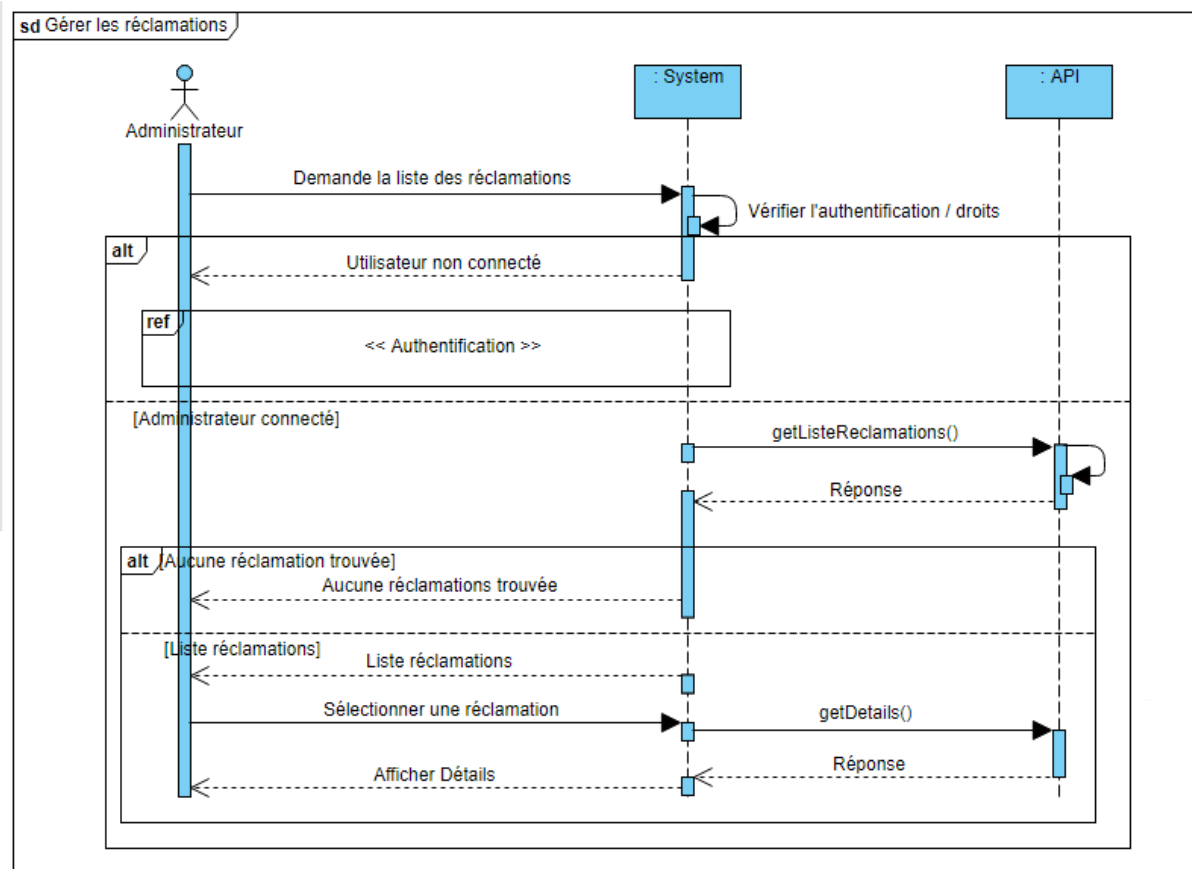 sd Gérer les réclamations
Administrateur
: System
: API
Demande la liste des réclamations
Vérifier l'authentification / droits
alt
Utilisateur non connecté
ref
<< Authentification >>
[Administrateur connecté]
getListeReclamations()
Réponse
alt [Aucune réclamation trouvée]
Aucune réclamations trouvée
[Liste réclamations]
Liste réclamations
Sélectionner une réclamation
getDetails()
Réponse
Afficher Détails